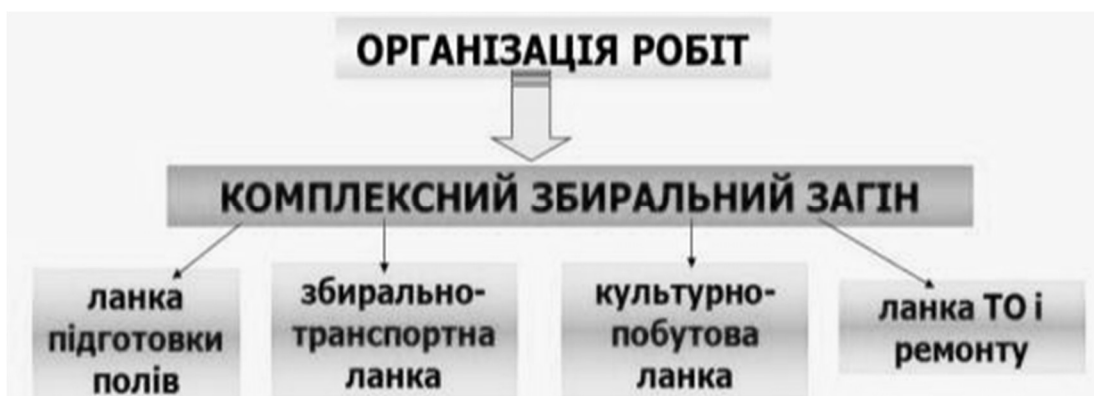 ОРГАНІЗАЦІЯ РОБІТ
КОМПЛЕКСНИЙ ЗБИРАЛЬНИЙ ЗАГІН
ланка
підготовки
полів
збирально-
транспортна
ланка
культурно-
побутова
ланка
ланка ТО і
ремонту